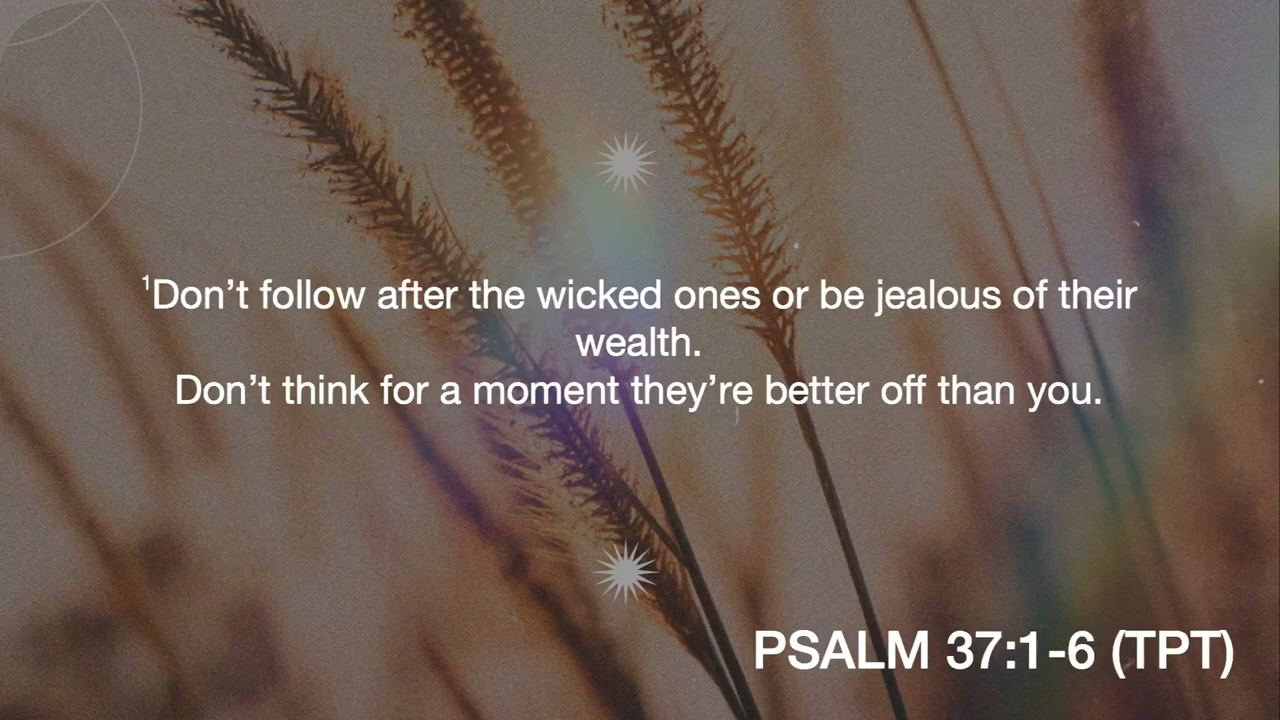 ¹Don’t follow after the wicked ones or be jealous of their
wealth.
Don’t think for a moment they’re better off than you.
PSALM 37:1-6 (TPT)